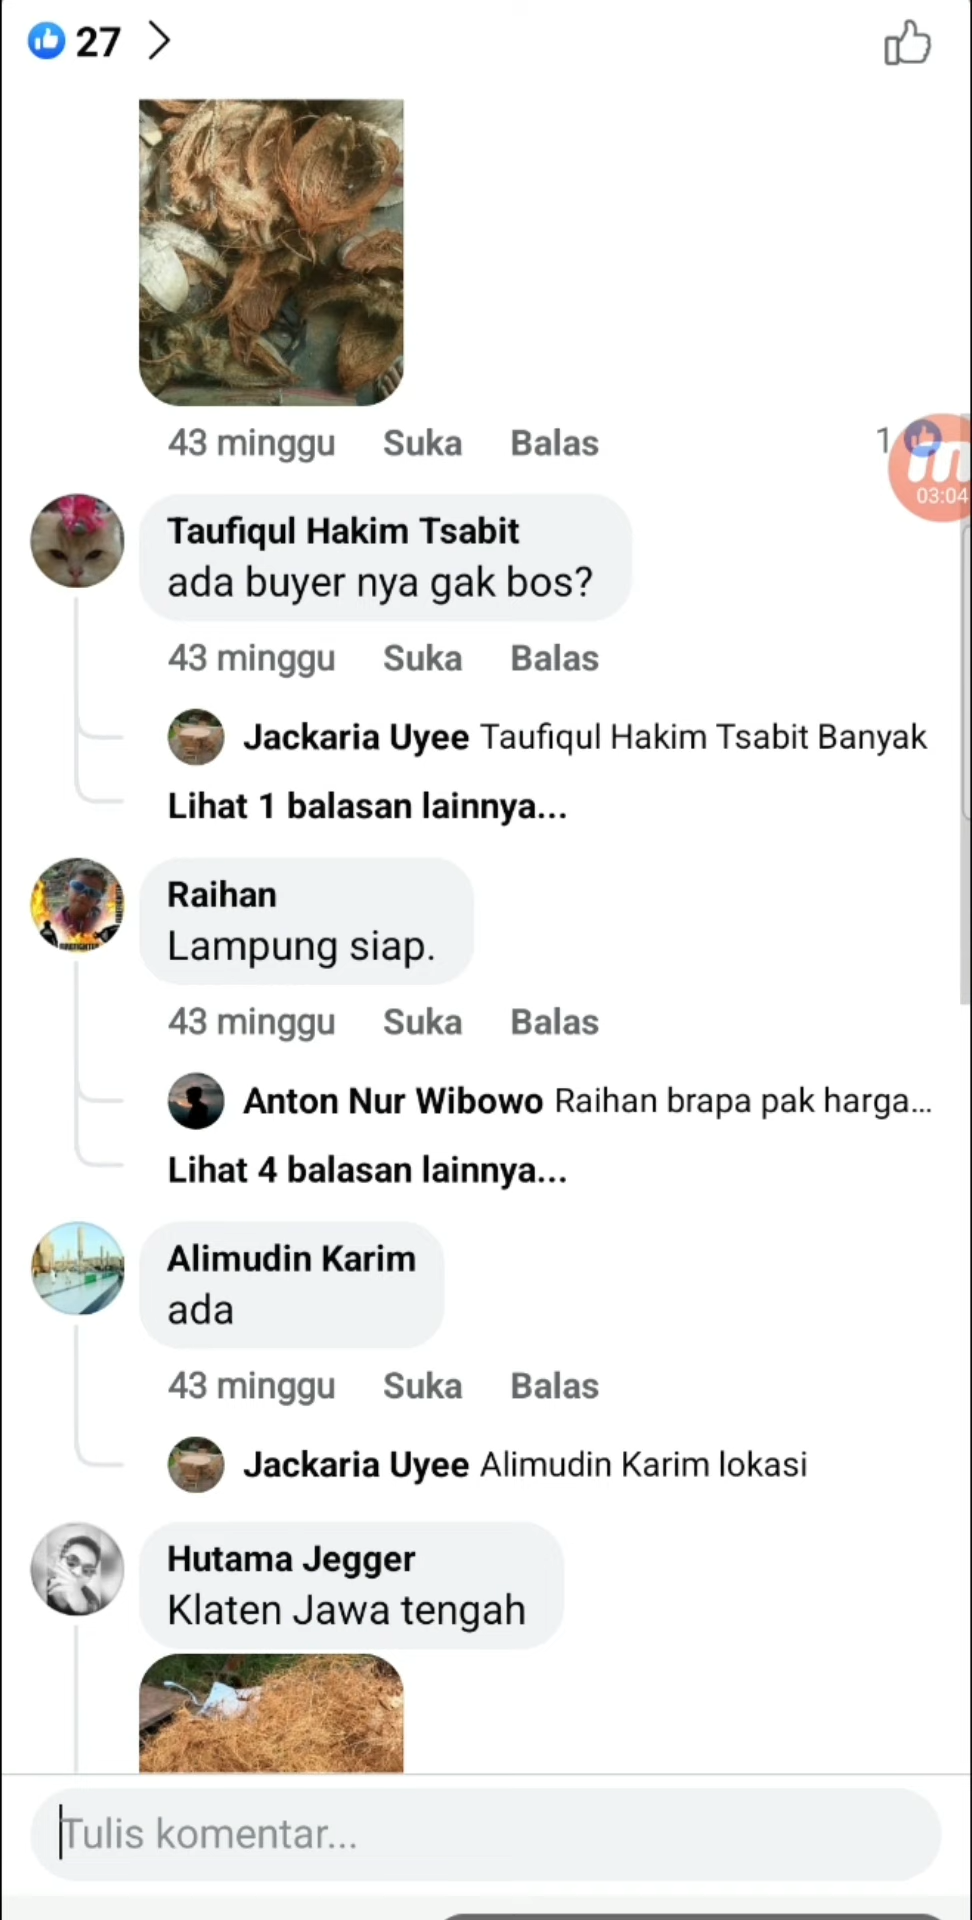 27
43 minggu Suka Balas 1
03:04
Taufiqul Hakim Tsabit
ada buyer nya gak bos?
43 minggu Suka Balas
Jackaria Uyee Taufiqul Hakim Tsabit Banyak
Lihat 1 balasan lainnya...
Raihan
Lampung siap.
43 minggu Suka Balas
Anton Nur Wibowo Raihan brapa pak harga...
Lihat 4 balasan lainnya...
Alimudin Karim
ada
43 minggu Suka Balas
Jackaria Uyee Alimudin Karim lokasi
Hutama Jegger
Klaten Jawa tengah
Tulis komentar...